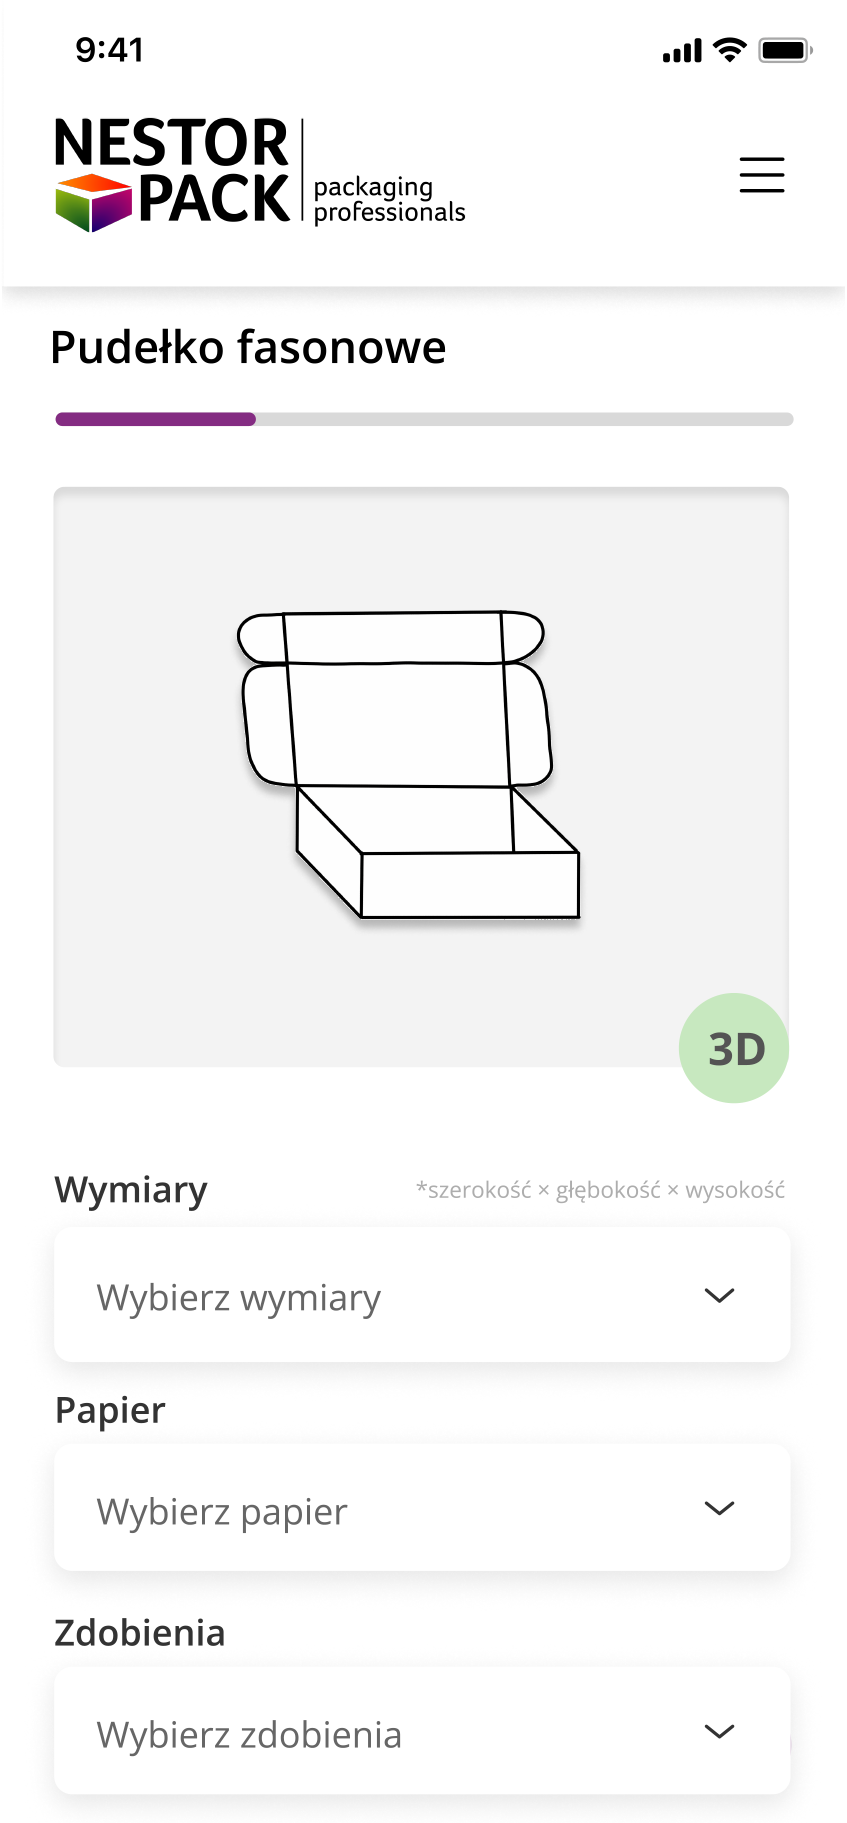 9:41
NESTOR
PACK
packaging
professionals
Pudełko fasonowe
3D
Wymiary
*szerokość × głębokość × wysokość
Wybierz wymiary
Papier
Wybierz papier
Zdobienia
Wybierz zdobienia